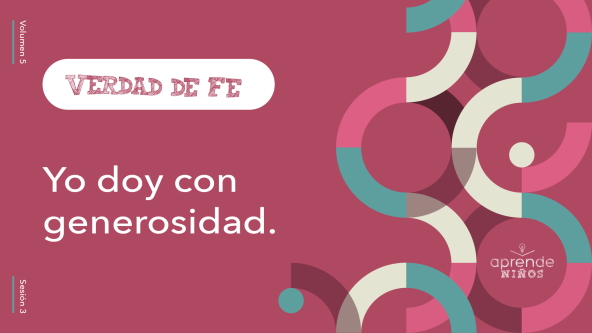 Volumen 5
VERDAD DE FE
Yo doy con
generosidad.
Sesión 3
aprende
NIÑOS